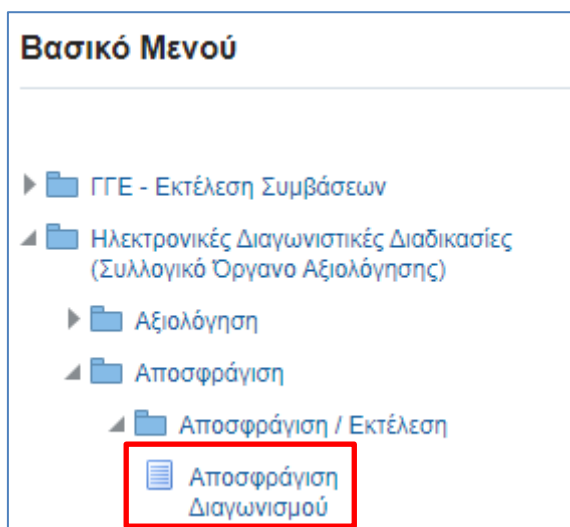 Βασικό Μενού
ΓΓΕ - Εκτέλεση Συμβάσεων
Ηλεκτρονικές Διαγωνιστικές Διαδικασίες
(Συλλογικό Όργανο Αξιολόγησης)
Αξιολόγηση
Αποσφράγιση
Αποσφράγιση / Εκτέλεση
Αποσφράγιση
Διαγωνισμού